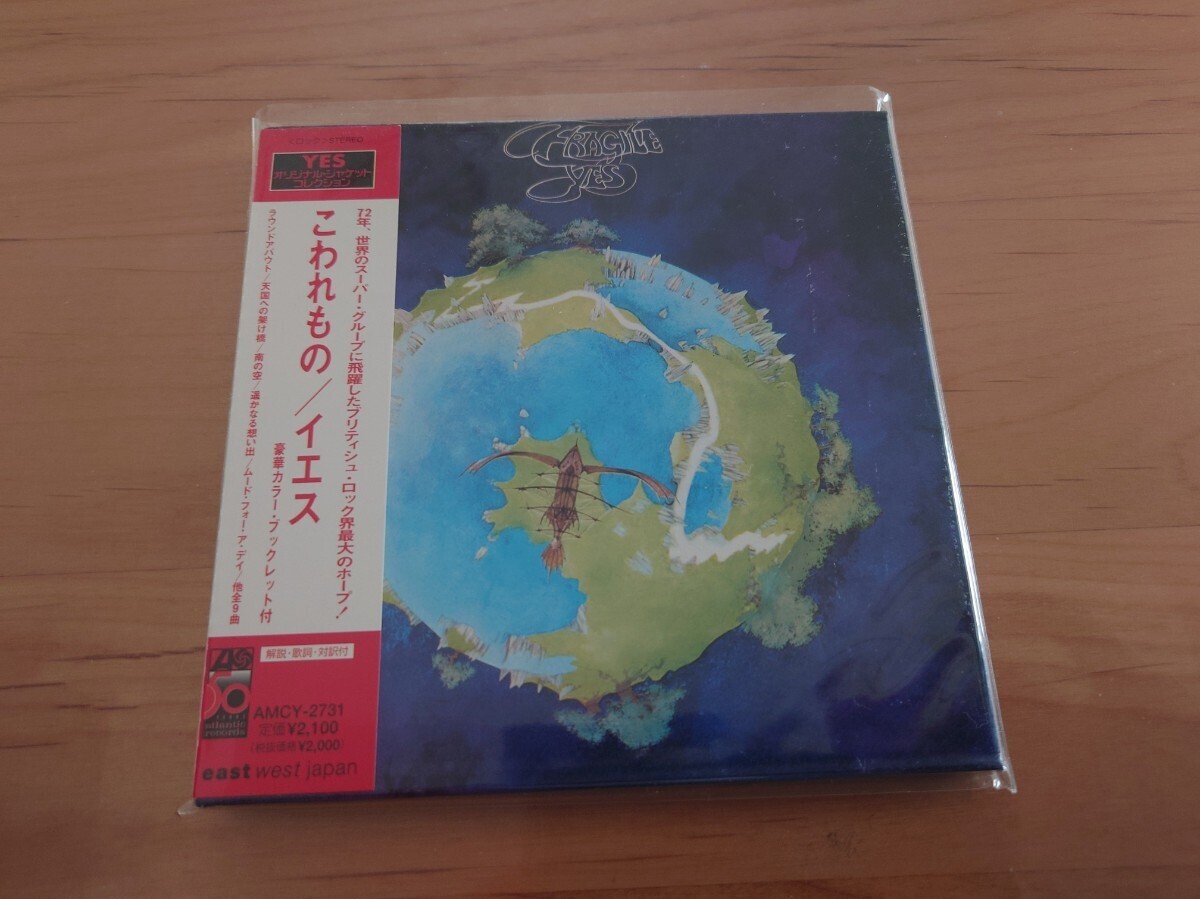 <ロック> STEREO
YES
オリジナル・ジャケット
コレクション
72年、世界のスーパー・グループに飛躍したブリティシュ・ロック界最大のホープ!
こわれもの/イエス
豪華カラー・ブックレット付
ラウンドアバウト/天国への架け橋/南の空/遥かなる想い出/ムード・フォー・ア・デイ/他全9曲
解説・歌詞・対訳付
50
years
atlantic
records
AMCY-2731
定価¥2,100
(税抜価格¥2,000)
east west japan
FRAGILE
YES